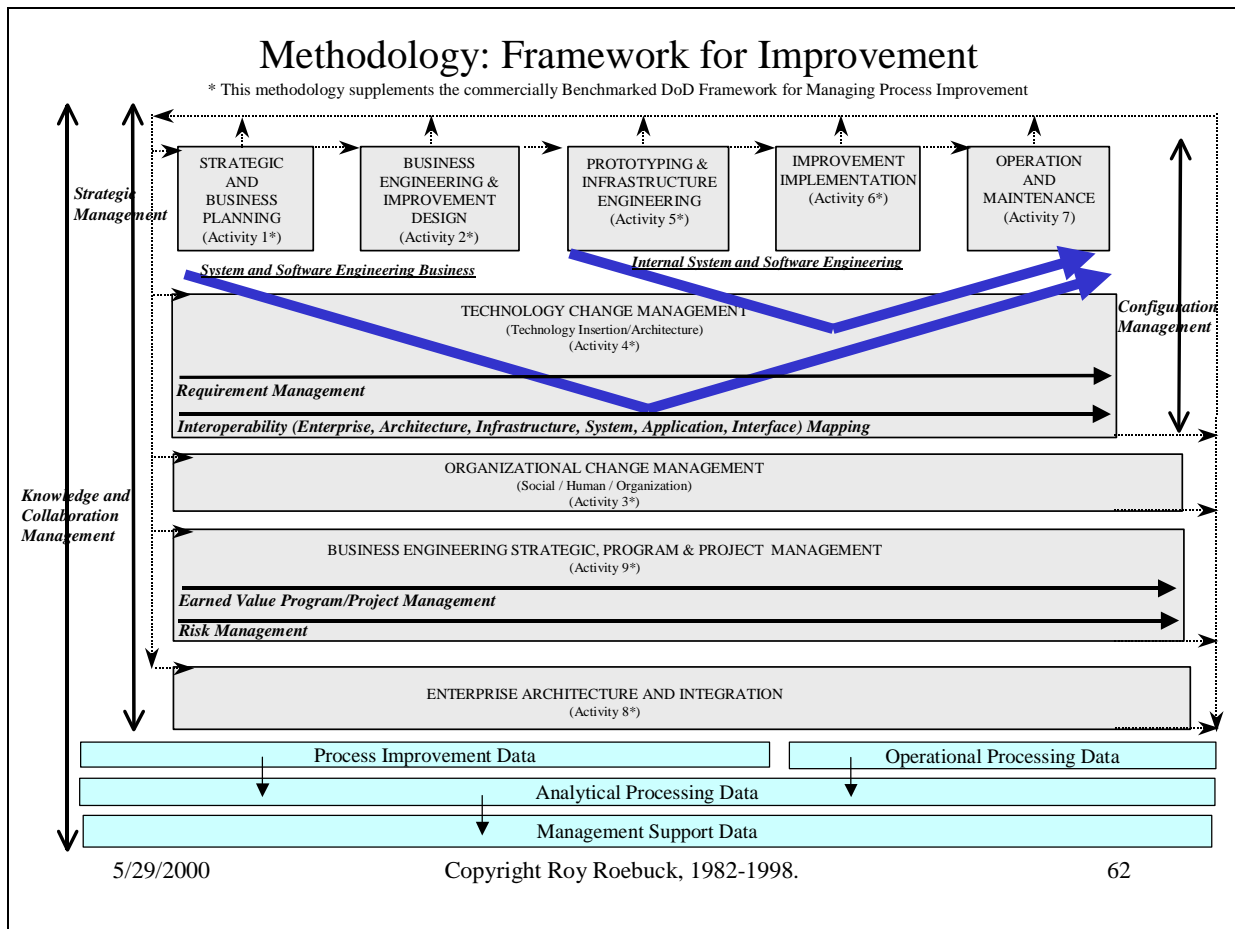 Methodology: Framework for Improvement
* This methodology supplements the commercially Benchmarked DoD Framework for Managing Process Improvement
Strategic
Management
STRATEGIC
AND
BUSINESS
PLANNING
(Activity 1*)
BUSINESS
ENGINEERING &
IMPROVEMENT
DESIGN
(Activity 2*)
PROTOTYPING &
INFRASTRUCTURE
ENGINEERING
(Activity 5*)
IMPROVEMENT
IMPLEMENTATION
(Activity 6*)
OPERATION
AND
MAINTENANCE
(Activity 7)
System and Software Engineering Business
Internal System and Software Engineering
TECHNOLOGY CHANGE MANAGEMENT
(Technology Insertion/Architecture)
(Activity 4*)
Configuration
Management
Requirement Management
Interoperability (Enterprise, Architecture, Infrastructure, System, Application, Interface) Mapping
ORGANIZATIONAL CHANGE MANAGEMENT
(Social / Human / Organization)
(Activity 3*)
Knowledge and
Collaboration
Management
BUSINESS ENGINEERING STRATEGIC, PROGRAM & PROJECT MANAGEMENT
(Activity 9*)
Earned Value Program/Project Management
Risk Management
ENTERPRISE ARCHITECTURE AND INTEGRATION
(Activity 8*)
Process Improvement Data
Operational Processing Data
Analytical Processing Data
Management Support Data
5/29/2000
Copyright Roy Roebuck, 1982-1998.
62